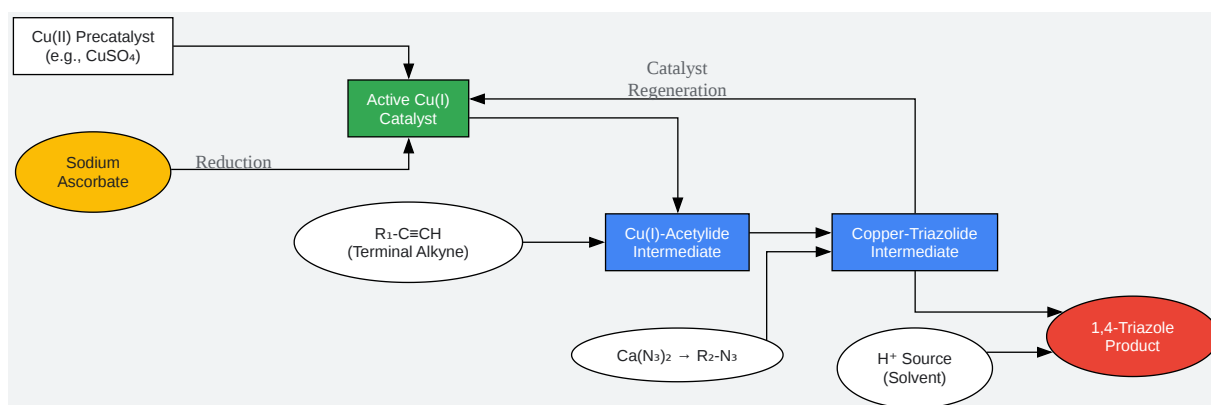 Cu(II) Precatalyst
(e.g., CuSO₄)
Catalyst
Regeneration
Active Cu(I)
Catalyst
Sodium
Ascorbate
Reduction
R₁-C≡CH
(Terminal Alkyne)
Cu(I)-Acetylide
Intermediate
Copper-Triazolide
Intermediate
Ca(N₃)₂ → R₂-N₃
H⁺ Source
(Solvent)
1,4-Triazole
Product